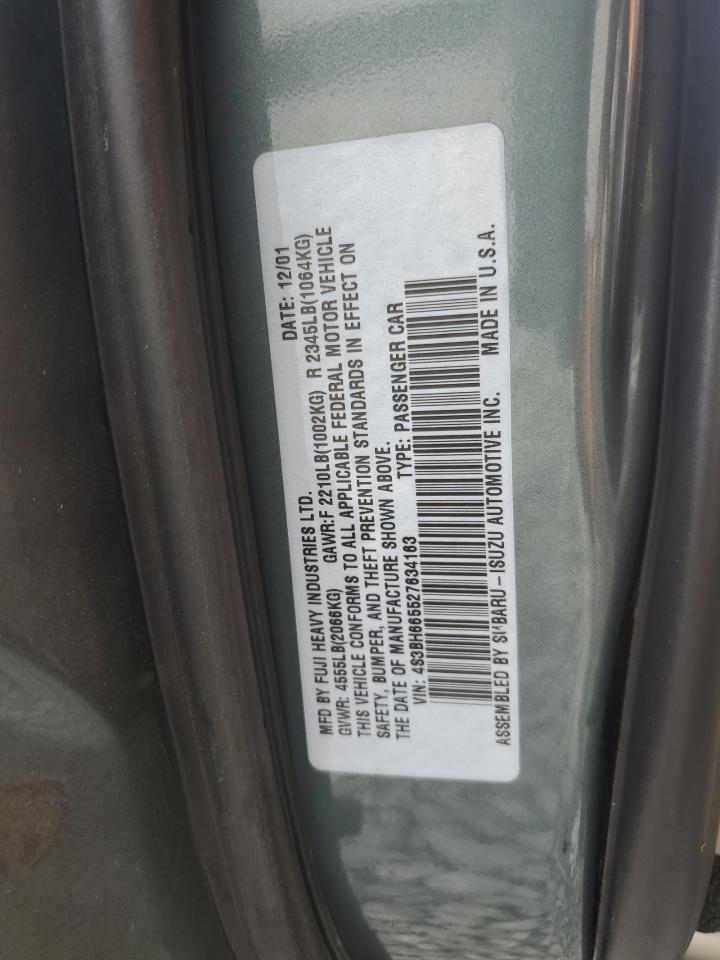 MFD BY FUJI HEAVY INDUSTRIES LTD. DATE: 12/01
GVWR: 4555LB(2066KG) GAWR:F 2210LB(1002KG) R 2345LB(1064KG)
THIS VEHICLE CONFORMS TO ALL APPLICABLE FEDERAL MOTOR VEHICLE
SAFETY, BUMPER, AND THEFT PREVENTION STANDARDS IN EFFECT ON
THE DATE OF MANUFACTURE SHOWN ABOVE.
VIN: 4S3BH665527634163 TYPE: PASSENGER CAR
ASSEMBLED BY SUBARU-ISUZU AUTOMOTIVE INC. MADE IN U.S.A.